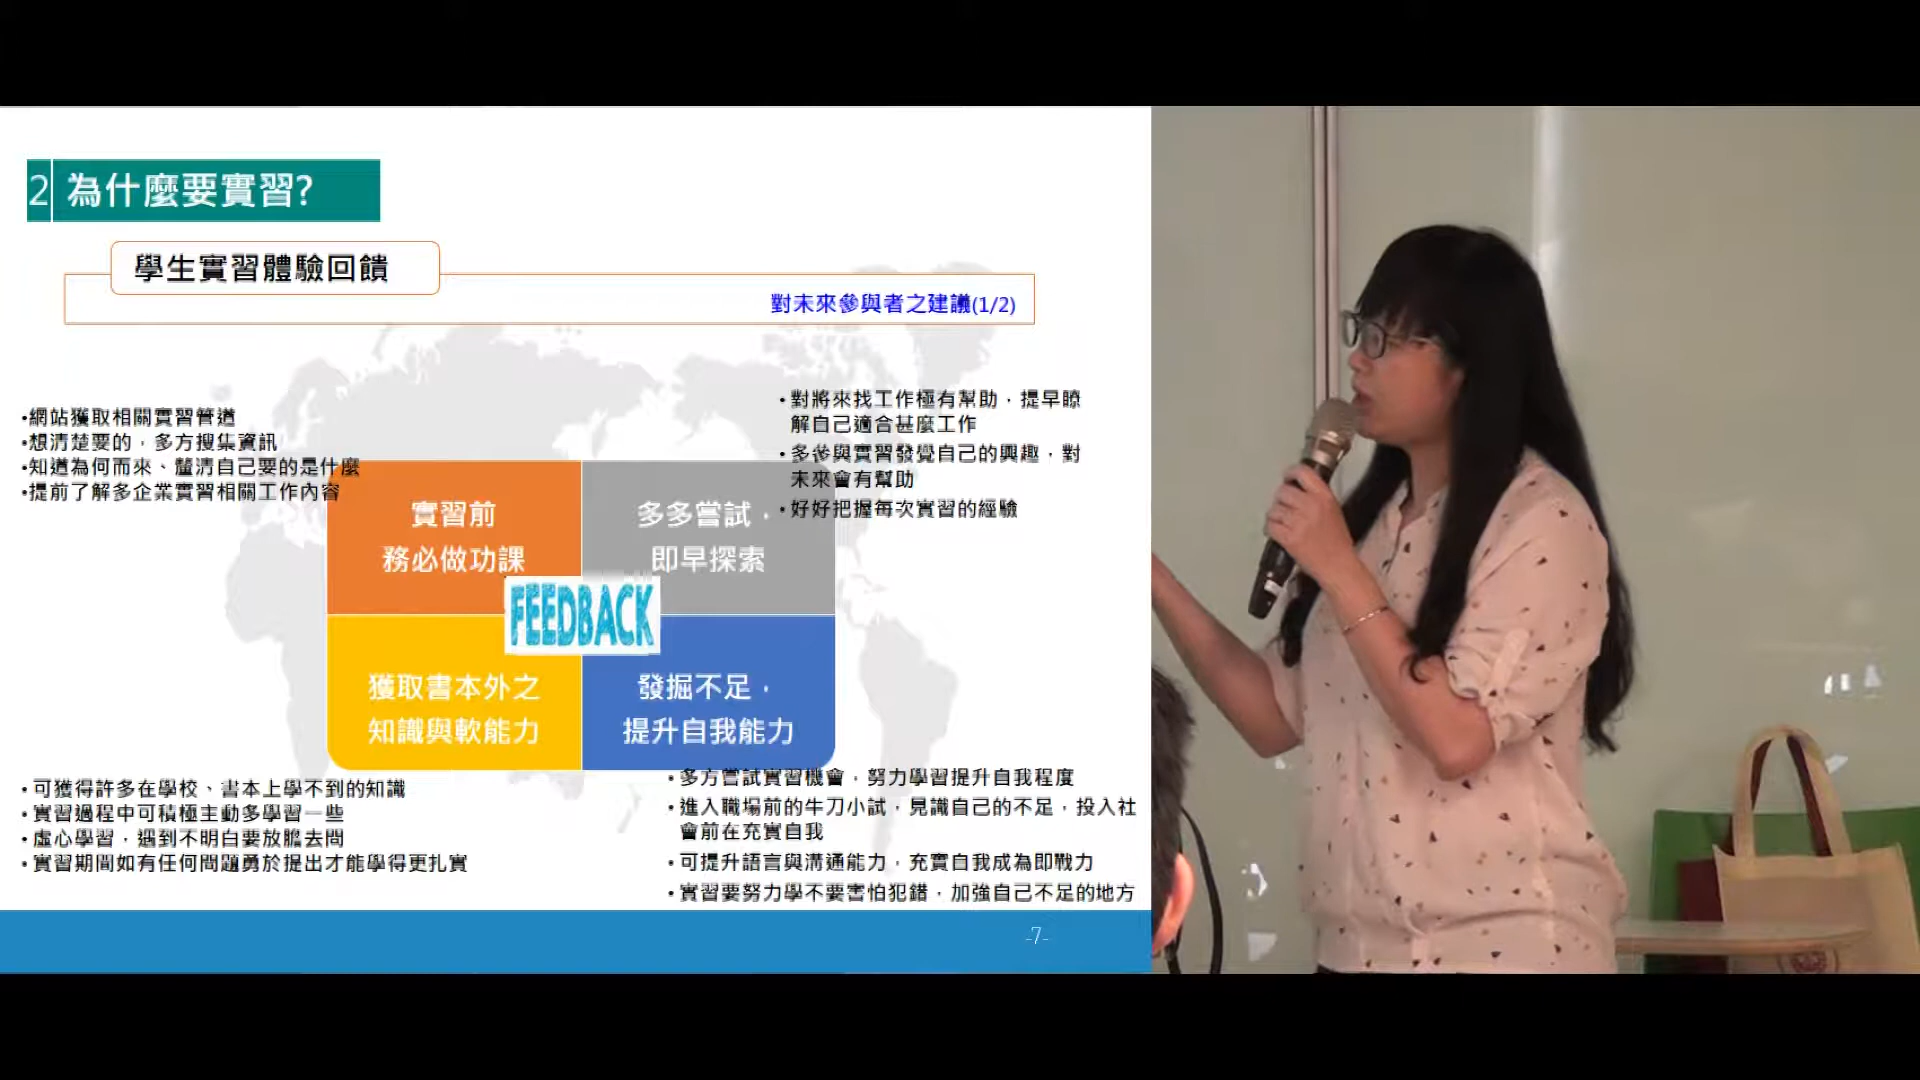 2 為什麼要實習?
學生實習體驗回饋
對未來參與者之建議(1/2)
•網站獲取相關實習管道
•想清楚要的，多方搜集資訊
•知道為何而來、釐清自己要的是什麼
•提前了解多企業實習相關工作內容
•對將來找工作極有幫助，提早瞭
解自己適合甚麼工作
•多參與實習發覺自己的興趣，對
未來會有幫助
•好好把握每次實習的經驗
實習前
務必做功課
多多嘗試，
即早探索
FEEDBACK
獲取書本外之
知識與軟能力
發掘不足，
提升自我能力
•可獲得許多在學校、書本上學不到的知識
•實習過程中可積極主動多學習一些
•虛心學習，遇到不明白要放膽去問
•實習期間如有任何問題勇於提出才能學得更扎實
•多方嘗試實習機會，努力學習提升自我程度
•進入職場前的牛刀小試，見識自己的不足，投入社
會前在充實自我
•可提升語言與溝通能力，充實自我成為即戰力
•實習要努力學不要害怕犯錯，加強自己不足的地方
-7-